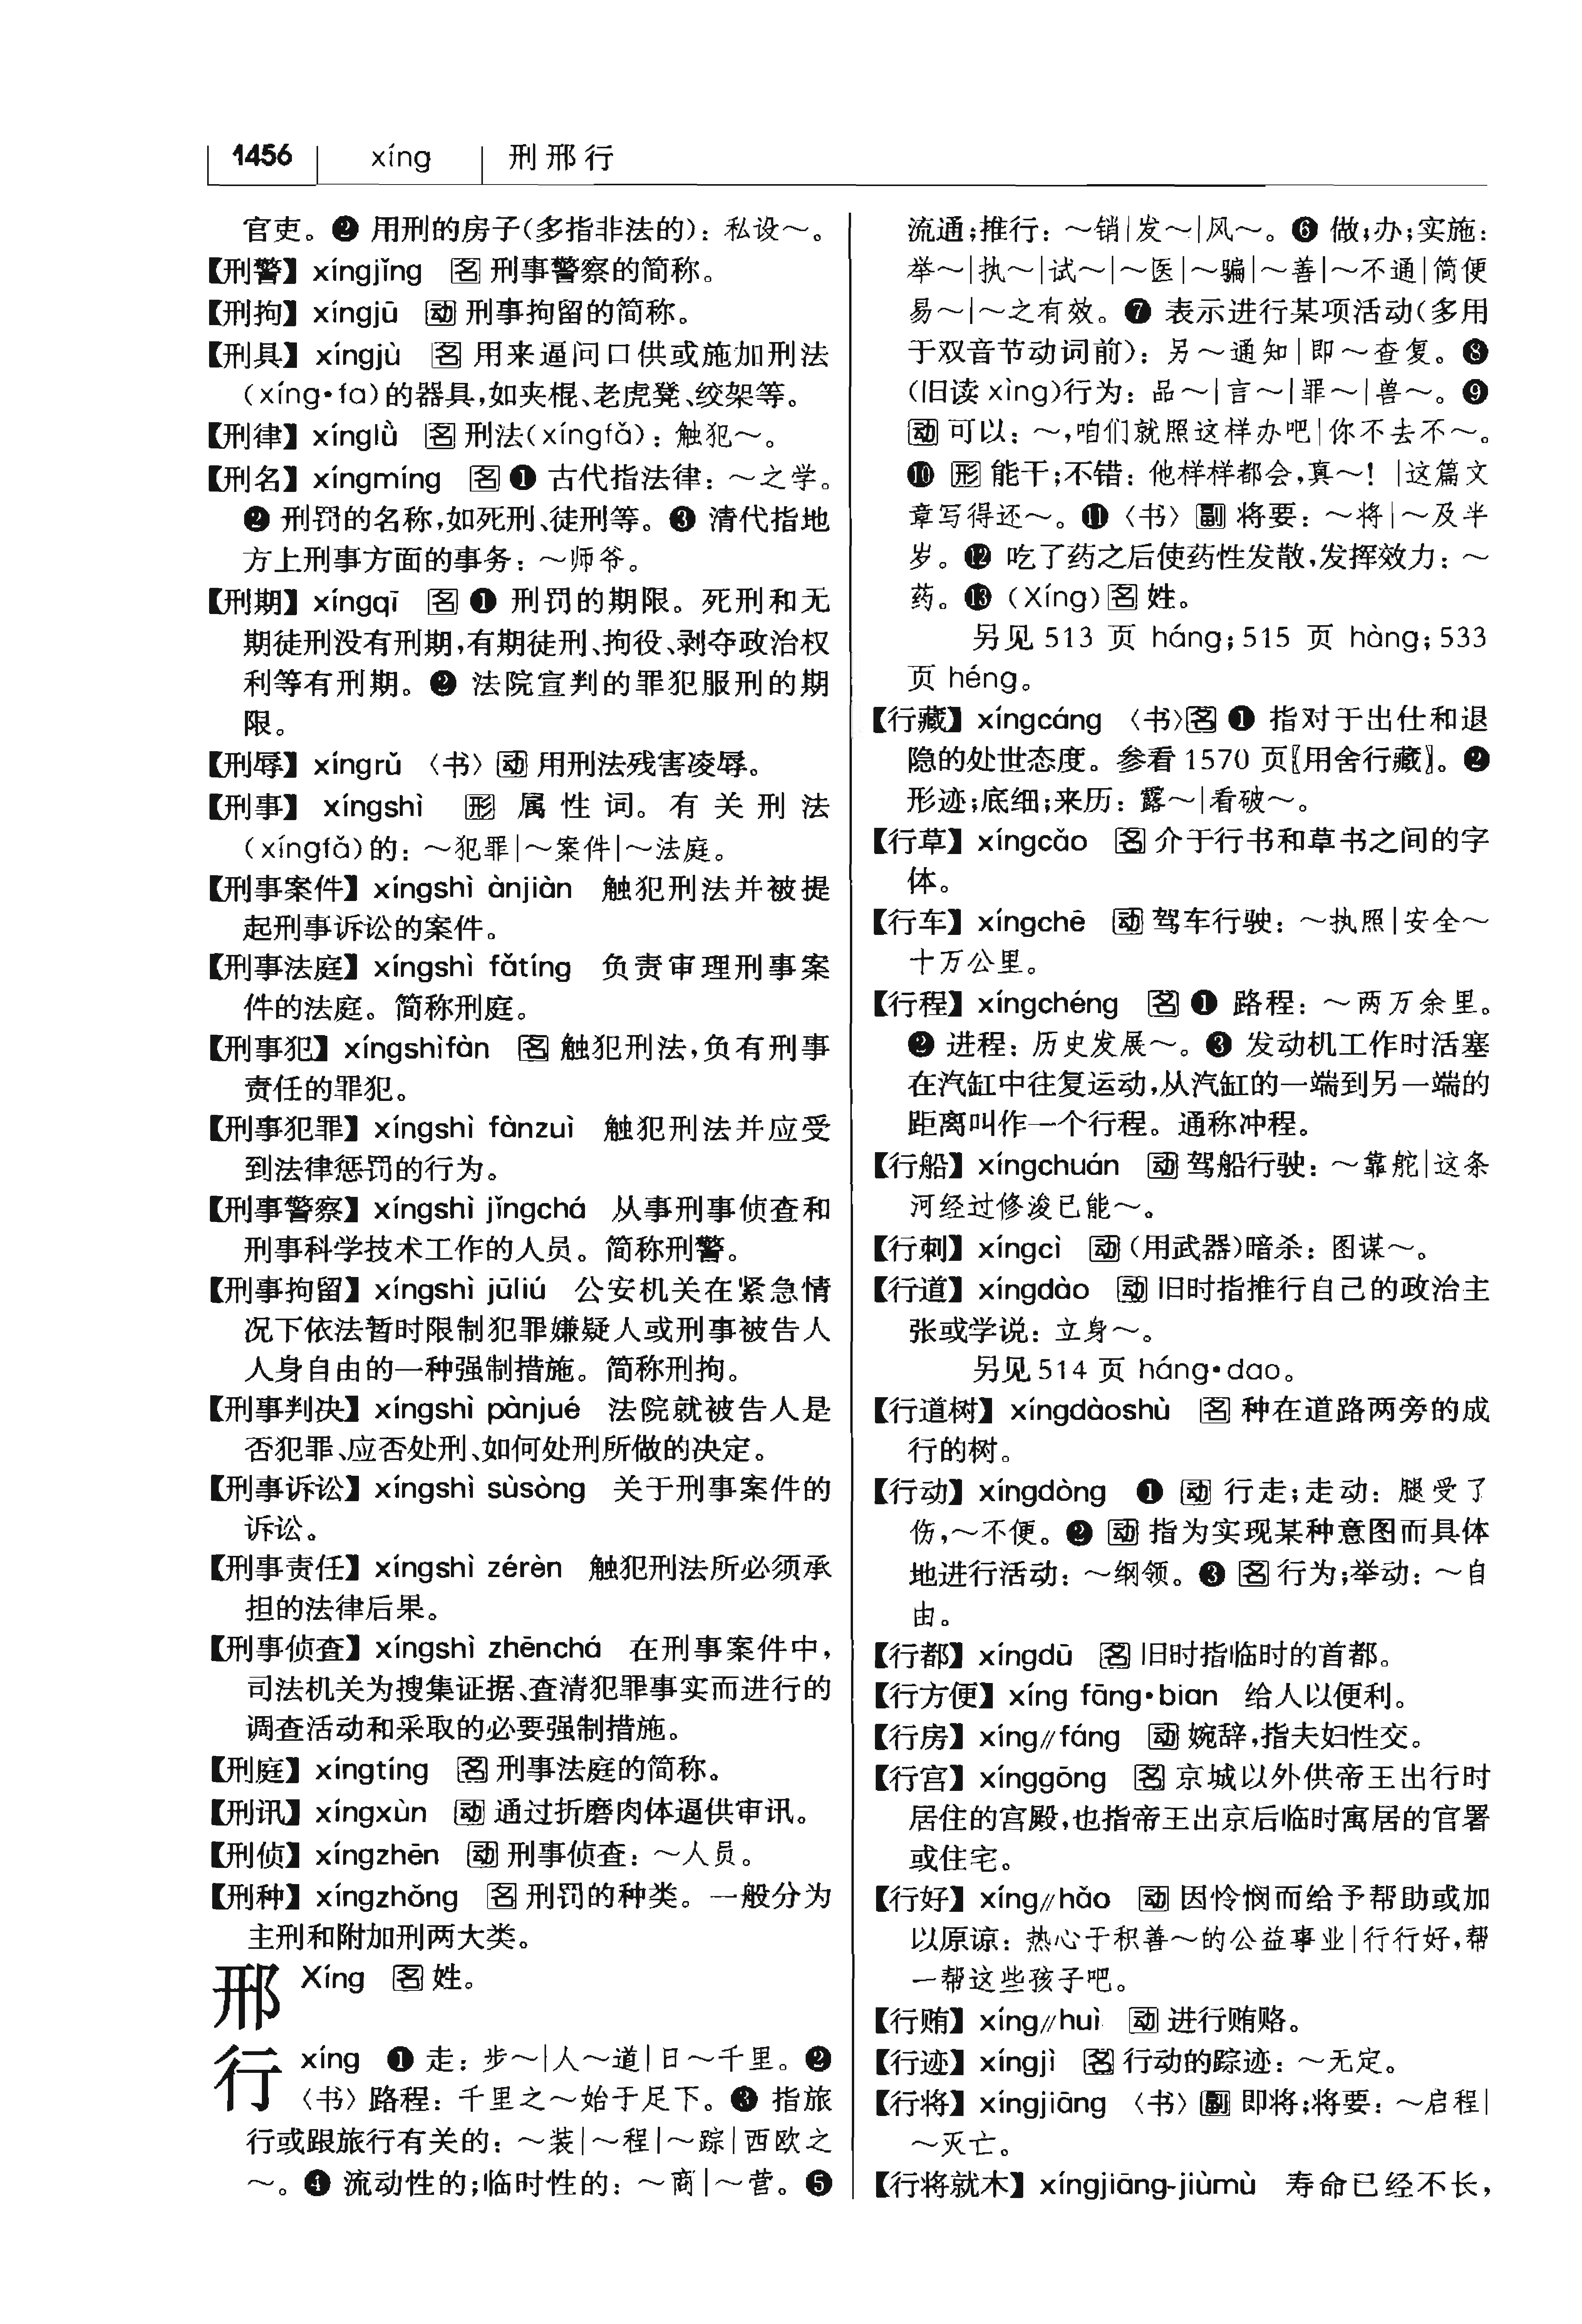 1456 xíng 刑邢行
官吏。❷ 用刑的房子(多指非法的)：私设～。
【刑警】xíngjǐng 名 刑事警察的简称。
【刑拘】xíngjū 动 刑事拘留的简称。
【刑具】xíngjù 名 用来逼问口供或施加刑法
(xíng·fa)的器具,如夹棍、老虎凳、绞架等。
【刑律】xínglǜ 名 刑法(xíngfǎ)：触犯～。
【刑名】xíngmíng 名 ❶ 古代指法律：～之学。
❷ 刑罚的名称,如死刑、徒刑等。❸ 清代指地
方上刑事方面的事务：～师爷。
【刑期】xíngqī 名 ❶ 刑罚的期限。死刑和无
期徒刑没有刑期,有期徒刑、拘役、剥夺政治权
利等有刑期。❷ 法院宣判的罪犯服刑的期
限。
【刑辱】xíngrǔ 〈书〉动 用刑法残害凌辱。
【刑事】xíngshì 形 属性词。有关刑法
(xíngfǎ)的：～犯罪|～案件|～法庭。
【刑事案件】xíngshì ànjiàn 触犯刑法并被提
起刑事诉讼的案件。
【刑事法庭】xíngshì fǎtíng 负责审理刑事案
件的法庭。简称刑庭。
【刑事犯】xíngshìfàn 名 触犯刑法,负有刑事
责任的罪犯。
【刑事犯罪】xíngshì fànzuì 触犯刑法并应受
到法律惩罚的行为。
【刑事警察】xíngshì jǐngchá 从事刑事侦查和
刑事科学技术工作的人员。简称刑警。
【刑事拘留】xíngshì jūliú 公安机关在紧急情
况下依法暂时限制犯罪嫌疑人或刑事被告人
人身自由的一种强制措施。简称刑拘。
【刑事判决】xíngshì pànjué 法院就被告人是
否犯罪、应否处刑、如何处刑所做的决定。
【刑事诉讼】xíngshì sùsòng 关于刑事案件的
诉讼。
【刑事责任】xíngshì zérèn 触犯刑法所必须承
担的法律后果。
【刑事侦查】xíngshì zhēnchá 在刑事案件中,
司法机关为搜集证据、查清犯罪事实而进行的
调查活动和采取的必要强制措施。
【刑庭】xíngtíng 名 刑事法庭的简称。
【刑讯】xíngxùn 动 通过折磨肉体逼供审讯。
【刑侦】xíngzhēn 动 刑事侦查：～人员。
【刑种】xíngzhǒng 名 刑罚的种类。一般分为
主刑和附加刑两大类。
邢 Xíng 名 姓。
行 xíng ❶ 走：步～|人～道|日～千里。❷
〈书〉路程：千里之～始于足下。❸ 指旅
行或跟旅行有关的：～装|～程|～踪|西欧之
～。❹ 流动性的;临时性的：～商|～营。❺
流通;推行：～销|发～|风～。❻ 做;办;实施：
举～|执～|试～|～医|～骗|～善|～不通|简便
易～|～之有效。❼ 表示进行某项活动(多用
于双音节动词前)：另～通知|即～查复。❽
(旧读xìng)行为：品～|言～|罪～|兽～。❾
动 可以：～,咱们就照这样办吧|你不去不～。
❿ 形 能干;不错：他样样都会,真～！|这篇文
章写得还～。⓫〈书〉副 将要：～将|～及半
岁。⓬ 吃了药之后使药性发散,发挥效力：～
药。⓭ (Xíng)名 姓。
另见 513 页 háng;515 页 hàng;533
页 héng。
【行藏】xíngcáng 〈书〉名 ❶ 指对于出仕和退
隐的处世态度。参看1570页〖用舍行藏〗。❷
形迹;底细;来历：露～|看破～。
【行草】xíngcǎo 名 介于行书和草书之间的字
体。
【行车】xíngchē 动 驾车行驶：～执照|安全～
十万公里。
【行程】xíngchéng 名 ❶ 路程：～两万余里。
❷ 进程：历史发展～。❸ 发动机工作时活塞
在汽缸中往复运动,从汽缸的一端到另一端的
距离叫作一个行程。通称冲程。
【行船】xíngchuán 动 驾船行驶：～靠舵|这条
河经过修浚已能～。
【行刺】xíngcì 动 (用武器)暗杀：图谋～。
【行道】xíngdào 动 旧时指推行自己的政治主
张或学说：立身～。
另见514 页 háng·dao。
【行道树】xíngdàoshù 名 种在道路两旁的成
行的树。
【行动】xíngdòng ❶ 动 行走;走动：腿受了
伤,～不便。❷ 动 指为实现某种意图而具体
地进行活动：～纲领。❸ 名 行为;举动：～自
由。
【行都】xíngdū 名 旧时指临时的首都。
【行方便】xíng fāng·bian 给人以便利。
【行房】xíng//fáng 动 婉辞,指夫妇性交。
【行宫】xínggōng 名 京城以外供帝王出行时
居住的宫殿,也指帝王出京后临时寓居的官署
或住宅。
【行好】xíng//hǎo 动 因怜悯而给予帮助或加
以原谅：热心于积善～的公益事业|行行好,帮
一帮这些孩子吧。
【行贿】xíng//huì 动 进行贿赂。
【行迹】xíngjì 名 行动的踪迹：～无定。
【行将】xíngjiāng 〈书〉副 即将;将要：～启程|
～灭亡。
【行将就木】xíngjiāng-jiùmù 寿命已经不长,